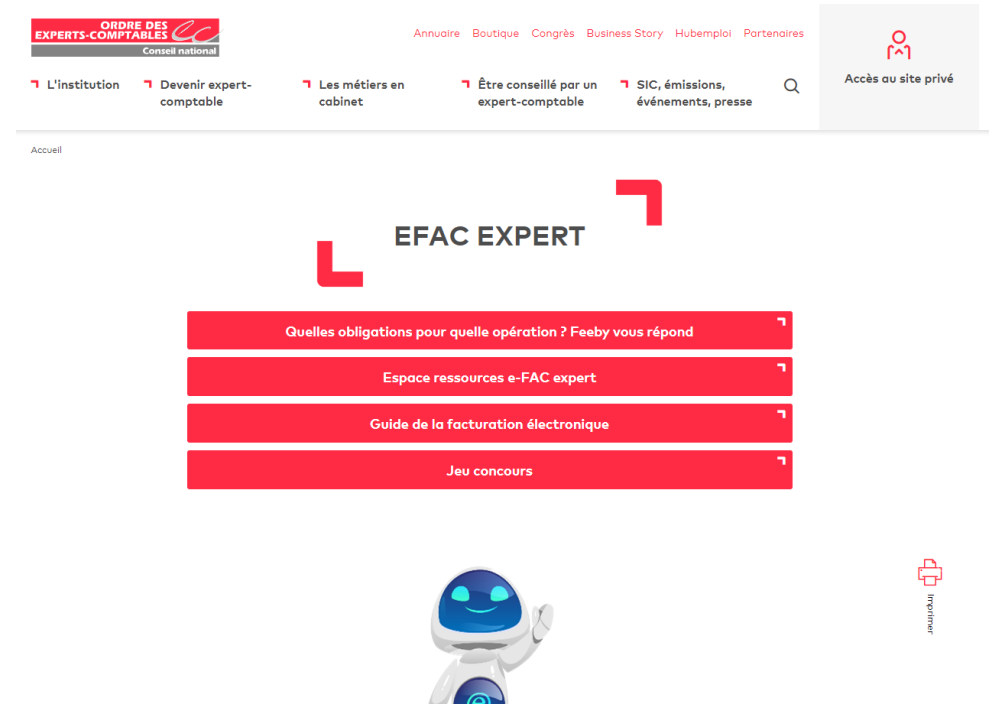 ORDRE DES
EXPERTS-COMPTABLES
Conseil national
Annuaire Boutique Congrès Business Story Hubemploi Partenaires
Accès au site privé
L'institution
Devenir expert-
comptable
Les métiers en
cabinet
Être conseillé par un
expert-comptable
SIC, émissions,
événements, presse
Accueil
EFAC EXPERT
Quelles obligations pour quelle opération ? Feeby vous répond
Espace ressources e-FAC expert
Guide de la facturation électronique
Jeu concours
Imprimer